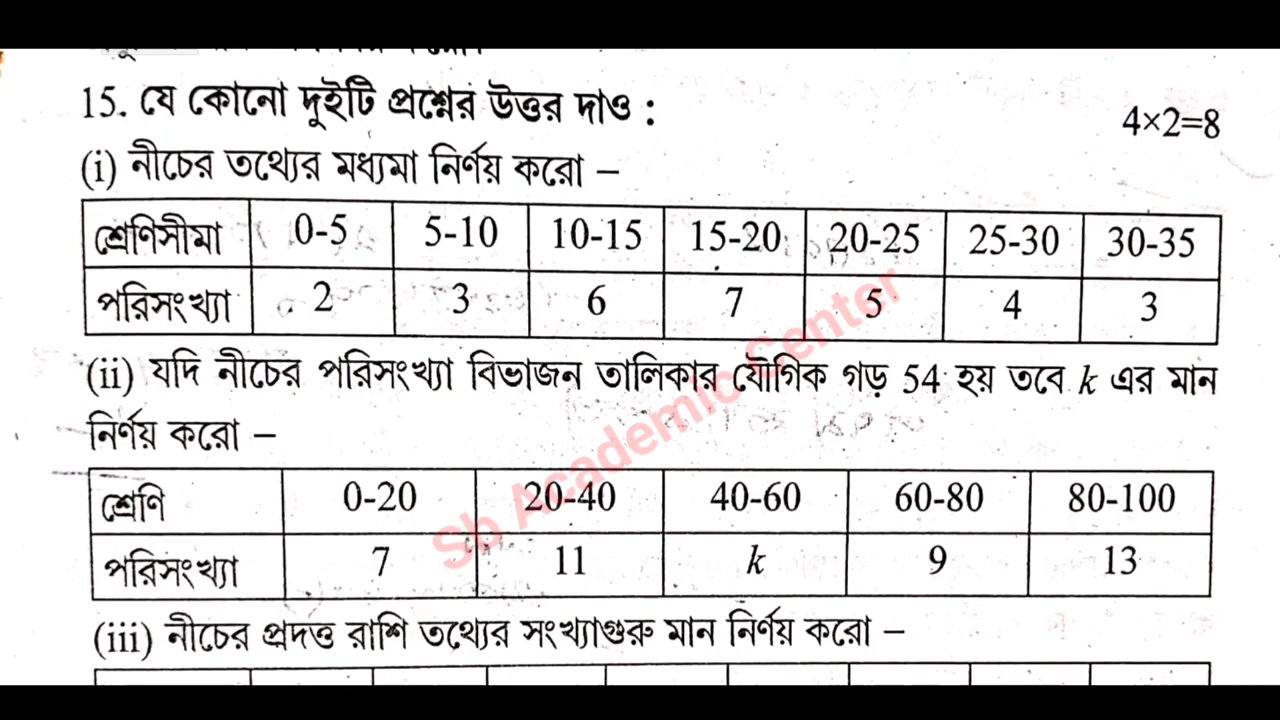 15. যে কোনো দুইটি প্রশ্নের উত্তর দাও : 4×2=8
(i) নীচের তথ্যের মধ্যমা নির্ণয় করো –
শ্রেণিসীমা 0-5 5-10 10-15 15-20 20-25 25-30 30-35
পরিসংখ্যা 2 3 6 7 5 4 3
(ii) যদি নীচের পরিসংখ্যা বিভাজন তালিকার যৌগিক গড় 54 হয় তবে k এর মান
নির্ণয় করো –
শ্রেণি 0-20 20-40 40-60 60-80 80-100
পরিসংখ্যা 7 11 k 9 13
(iii) নীচের প্রদত্ত রাশি তথ্যের সংখ্যাগুরু মান নির্ণয় করো –
Sb Academic Center